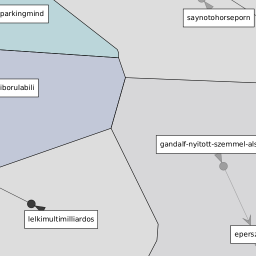 parkingmind
saynotohorseporn
iborulabili
gandalf-nyitott-szemmel-als
lelkimultimilliardos
epersz